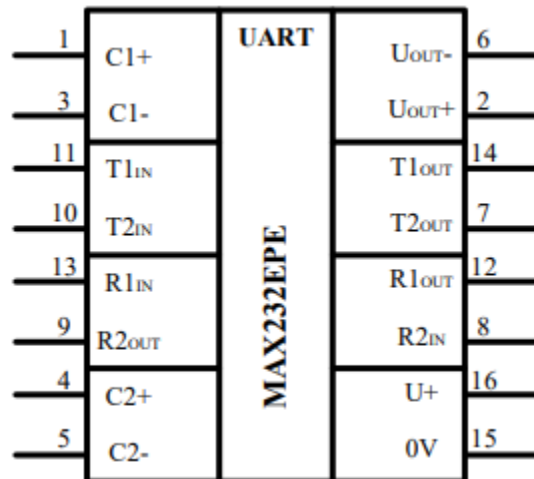 UART
MAX232EPE
1 C1+
3 C1-
11 T1IN
10 T2IN
13 R1IN
9 R2OUT
4 C2+
5 C2-
UOUT- 6
UOUT+ 2
T1OUT 14
T2OUT 7
R1OUT 12
R2IN 8
U+ 16
0V 15